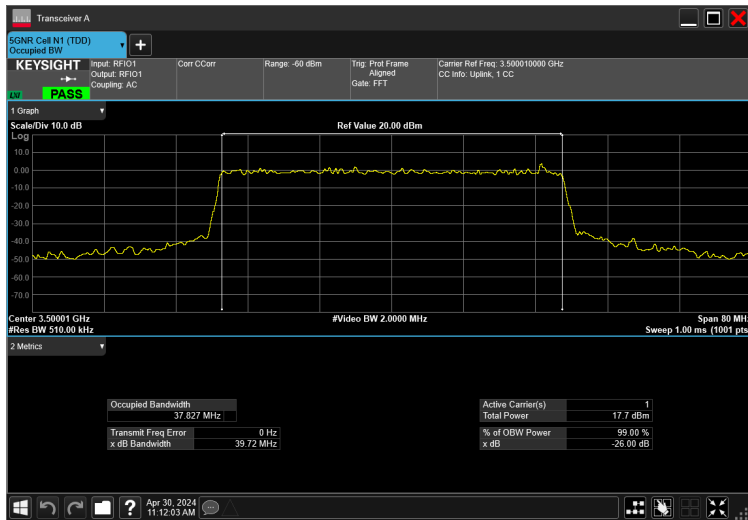 Transceiver A
5GNR Cell N1 (TDD)
Occupied BW
KEYSIGHT
LXI
PASS
Input: RFIO1
Output: RFIO1
Coupling: AC
Corr CCorr
Range: -60 dBm
Trig: Prot Frame
Aligned
Gate: FFT
Carrier Ref Freq: 3.500010000 GHz
CC Info: Uplink, 1 CC
1 Graph
Scale/Div 10.0 dB
Ref Value 20.00 dBm
Log
10.0
0.00
-10.0
-20.0
-30.0
-40.0
-50.0
-60.0
-70.0
Center 3.50001 GHz
#Video BW 2.0000 MHz
Span 80 MHz
#Res BW 510.00 kHz
Sweep 1.00 ms (1001 pts
2 Metrics
Occupied Bandwidth
37.827 MHz
Transmit Freq Error 0 Hz
x dB Bandwidth 39.72 MHz
Active Carrier(s) 1
Total Power 17.7 dBm
% of OBW Power 99.00 %
x dB -26.00 dB
Apr 30, 2024
11:12:03 AM